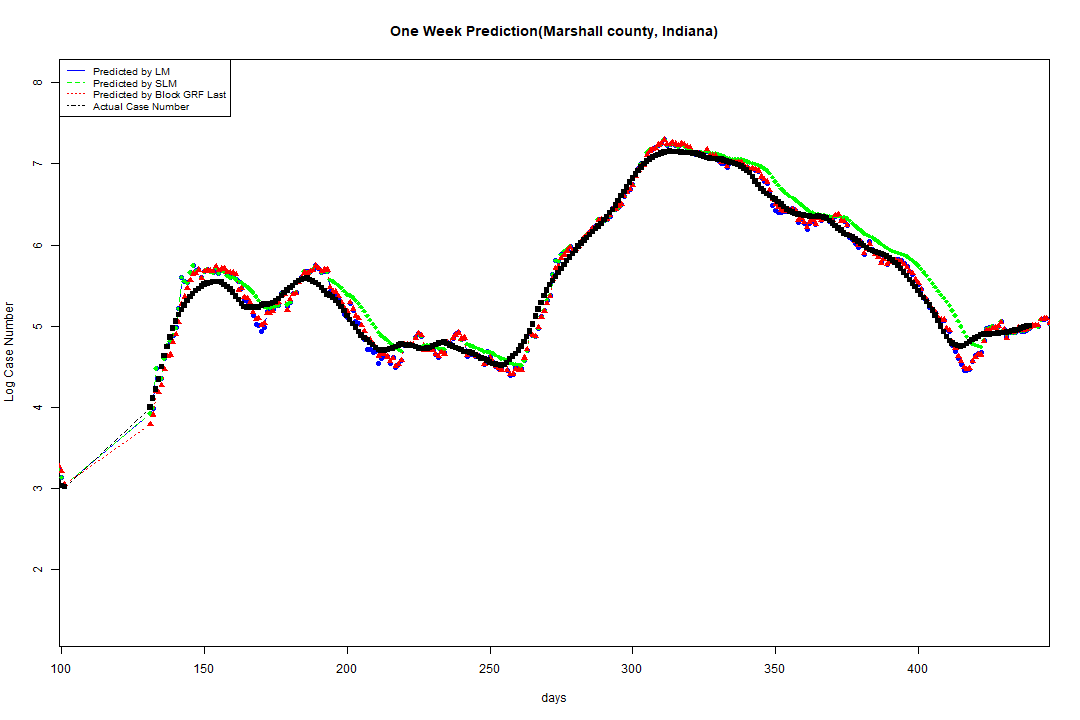 One Week Prediction(Marshall county, Indiana)
Predicted by LM
Predicted by SLM
Predicted by Block GRF Last
Actual Case Number
8
7
6
5
4
3
2
Log Case Number
100 150 200 250 300 350 400
days